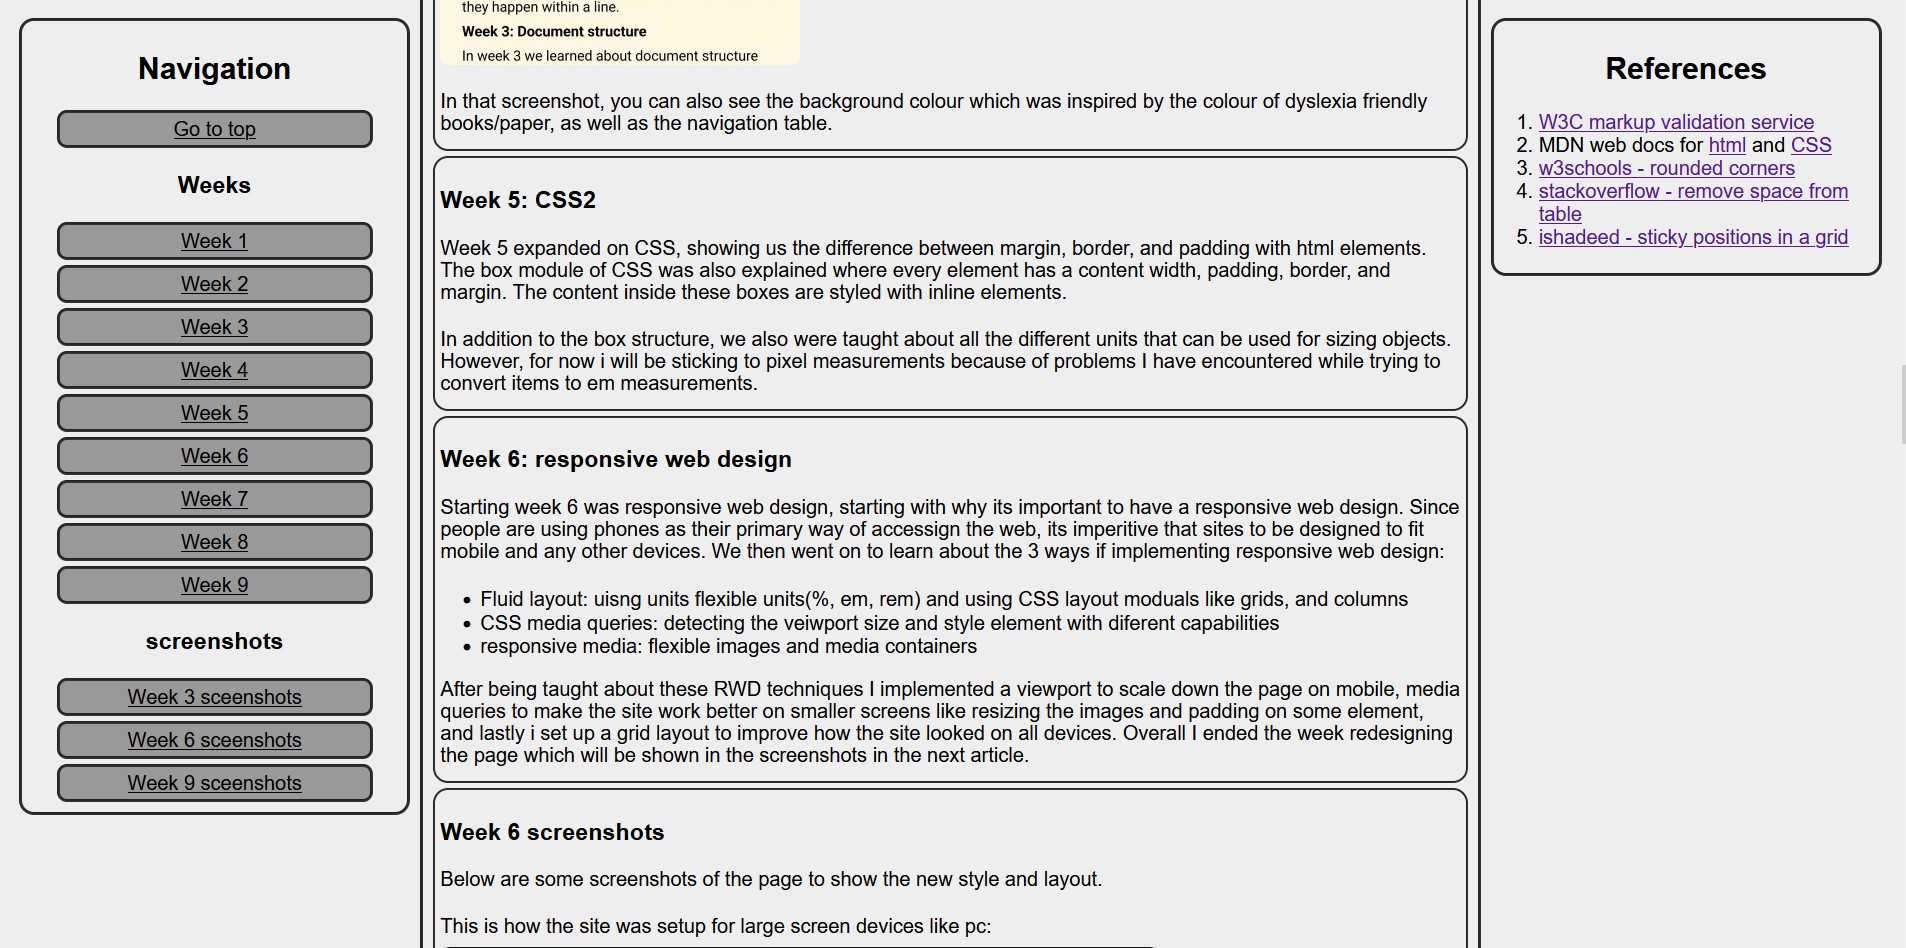 Navigation
Go to top
Weeks
Week 1
Week 2
Week 3
Week 4
Week 5
Week 6
Week 7
Week 8
Week 9
screenshots
Week 3 sceenshots
Week 6 sceenshots
Week 9 sceenshots
they happen within a line.
Week 3: Document structure
In week 3 we learned about document structure
In that screenshot, you can also see the background colour which was inspired by the colour of dyslexia friendly
books/paper, as well as the navigation table.
Week 5: CSS2
Week 5 expanded on CSS, showing us the difference between margin, border, and padding with html elements.
The box module of CSS was also explained where every element has a content width, padding, border, and
margin. The content inside these boxes are styled with inline elements.
In addition to the box structure, we also were taught about all the different units that can be used for sizing objects.
However, for now i will be sticking to pixel measurements because of problems I have encountered while trying to
convert items to em measurements.
Week 6: responsive web design
Starting week 6 was responsive web design, starting with why its important to have a responsive web design. Since
people are using phones as their primary way of accessign the web, its imperitive that sites to be designed to fit
mobile and any other devices. We then went on to learn about the 3 ways if implementing responsive web design:
• Fluid layout: uisng units flexible units(%, em, rem) and using CSS layout moduals like grids, and columns
• CSS media queries: detecting the veiwport size and style element with diferent capabilities
• responsive media: flexible images and media containers
After being taught about these RWD techniques I implemented a viewport to scale down the page on mobile, media
queries to make the site work better on smaller screens like resizing the images and padding on some element,
and lastly i set up a grid layout to improve how the site looked on all devices. Overall I ended the week redesigning
the page which will be shown in the screenshots in the next article.
Week 6 screenshots
Below are some screenshots of the page to show the new style and layout.
This is how the site was setup for large screen devices like pc:
References
1. W3C markup validation service
2. MDN web docs for html and CSS
3. w3schools - rounded corners
4. stackoverflow - remove space from
table
5. ishadeed - sticky positions in a grid